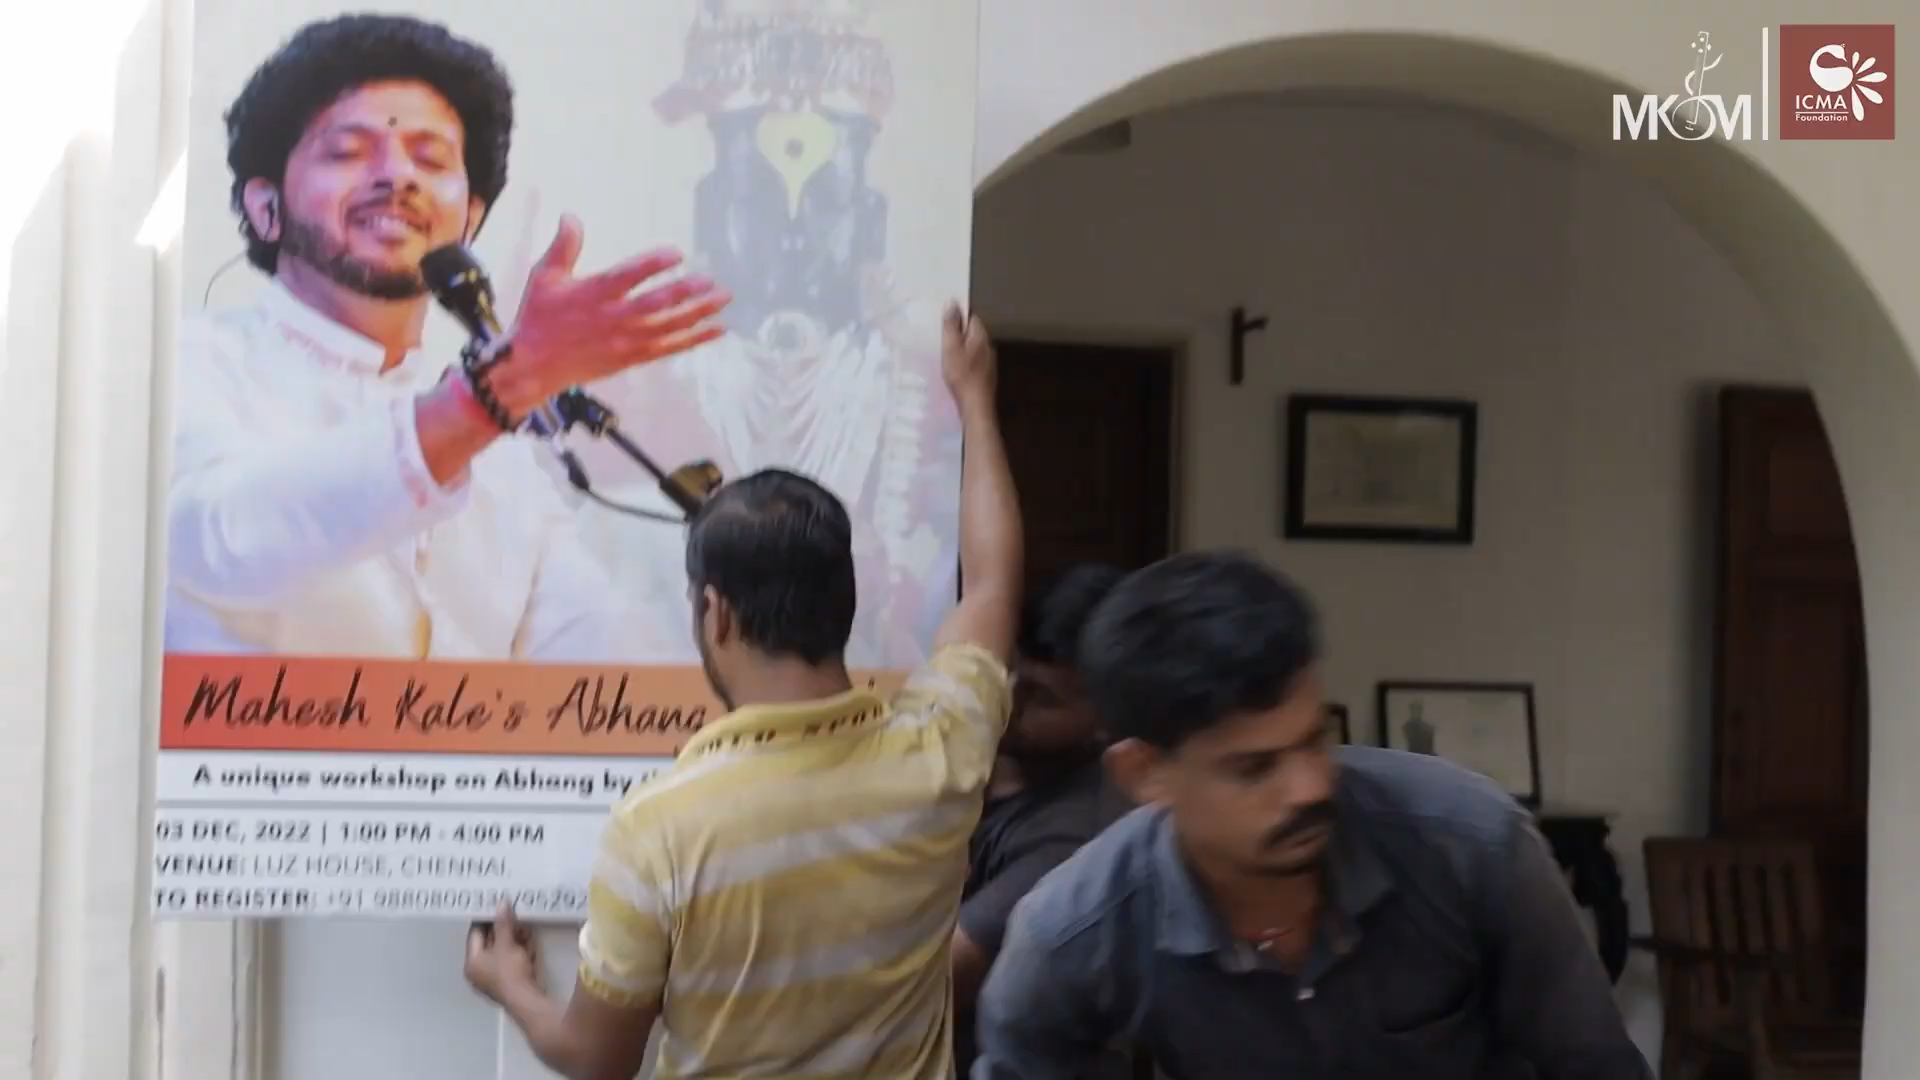 MKM
ICMA
Foundation
Mahesh Kale's Abhang
A unique workshop on Abhang by
03 DEC, 2022 | 1:00 PM - 4:00 PM
VENUE: LUZ HOUSE, CHENNAI.
TO REGISTER: